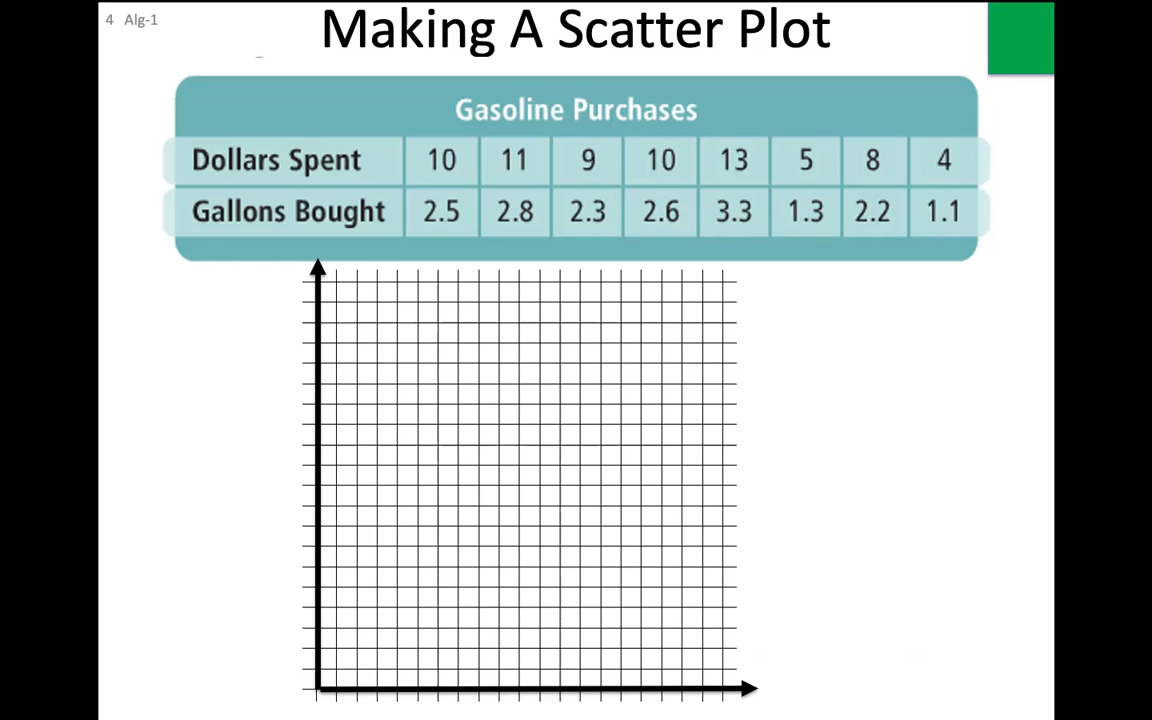 4 Alg-1
Making A Scatter Plot
Gasoline Purchases
Dollars Spent 10 11 9 10 13 5 8 4
Gallons Bought 2.5 2.8 2.3 2.6 3.3 1.3 2.2 1.1